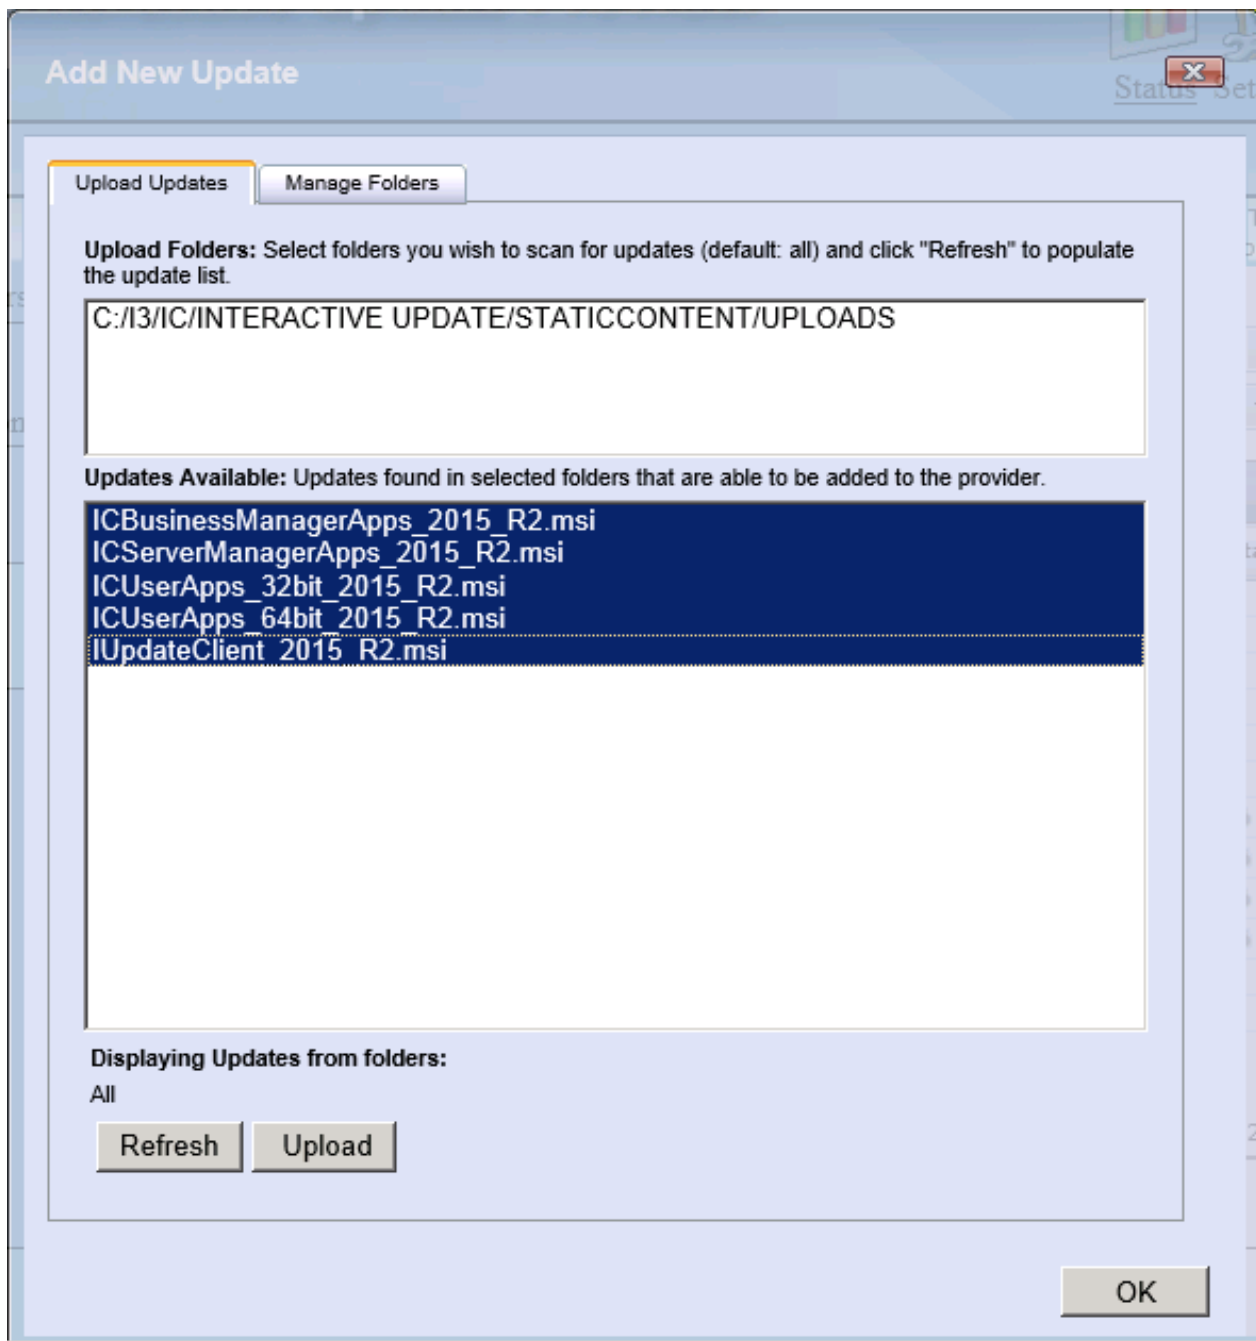 Add New Update
Status Set
Upload Updates
Manage Folders
Upload Folders: Select folders you wish to scan for updates (default: all) and click "Refresh" to populate
the update list.
C:/I3/IC/INTERACTIVE UPDATE/STATICCONTENT/UPLOADS
Updates Available: Updates found in selected folders that are able to be added to the provider.
ICBusinessManagerApps_2015_R2.msi
ICServerManagerApps_2015_R2.msi
ICUserApps_32bit_2015_R2.msi
ICUserApps_64bit_2015_R2.msi
IUpdateClient_2015_R2.msi
Displaying Updates from folders:
All
Refresh
Upload
OK